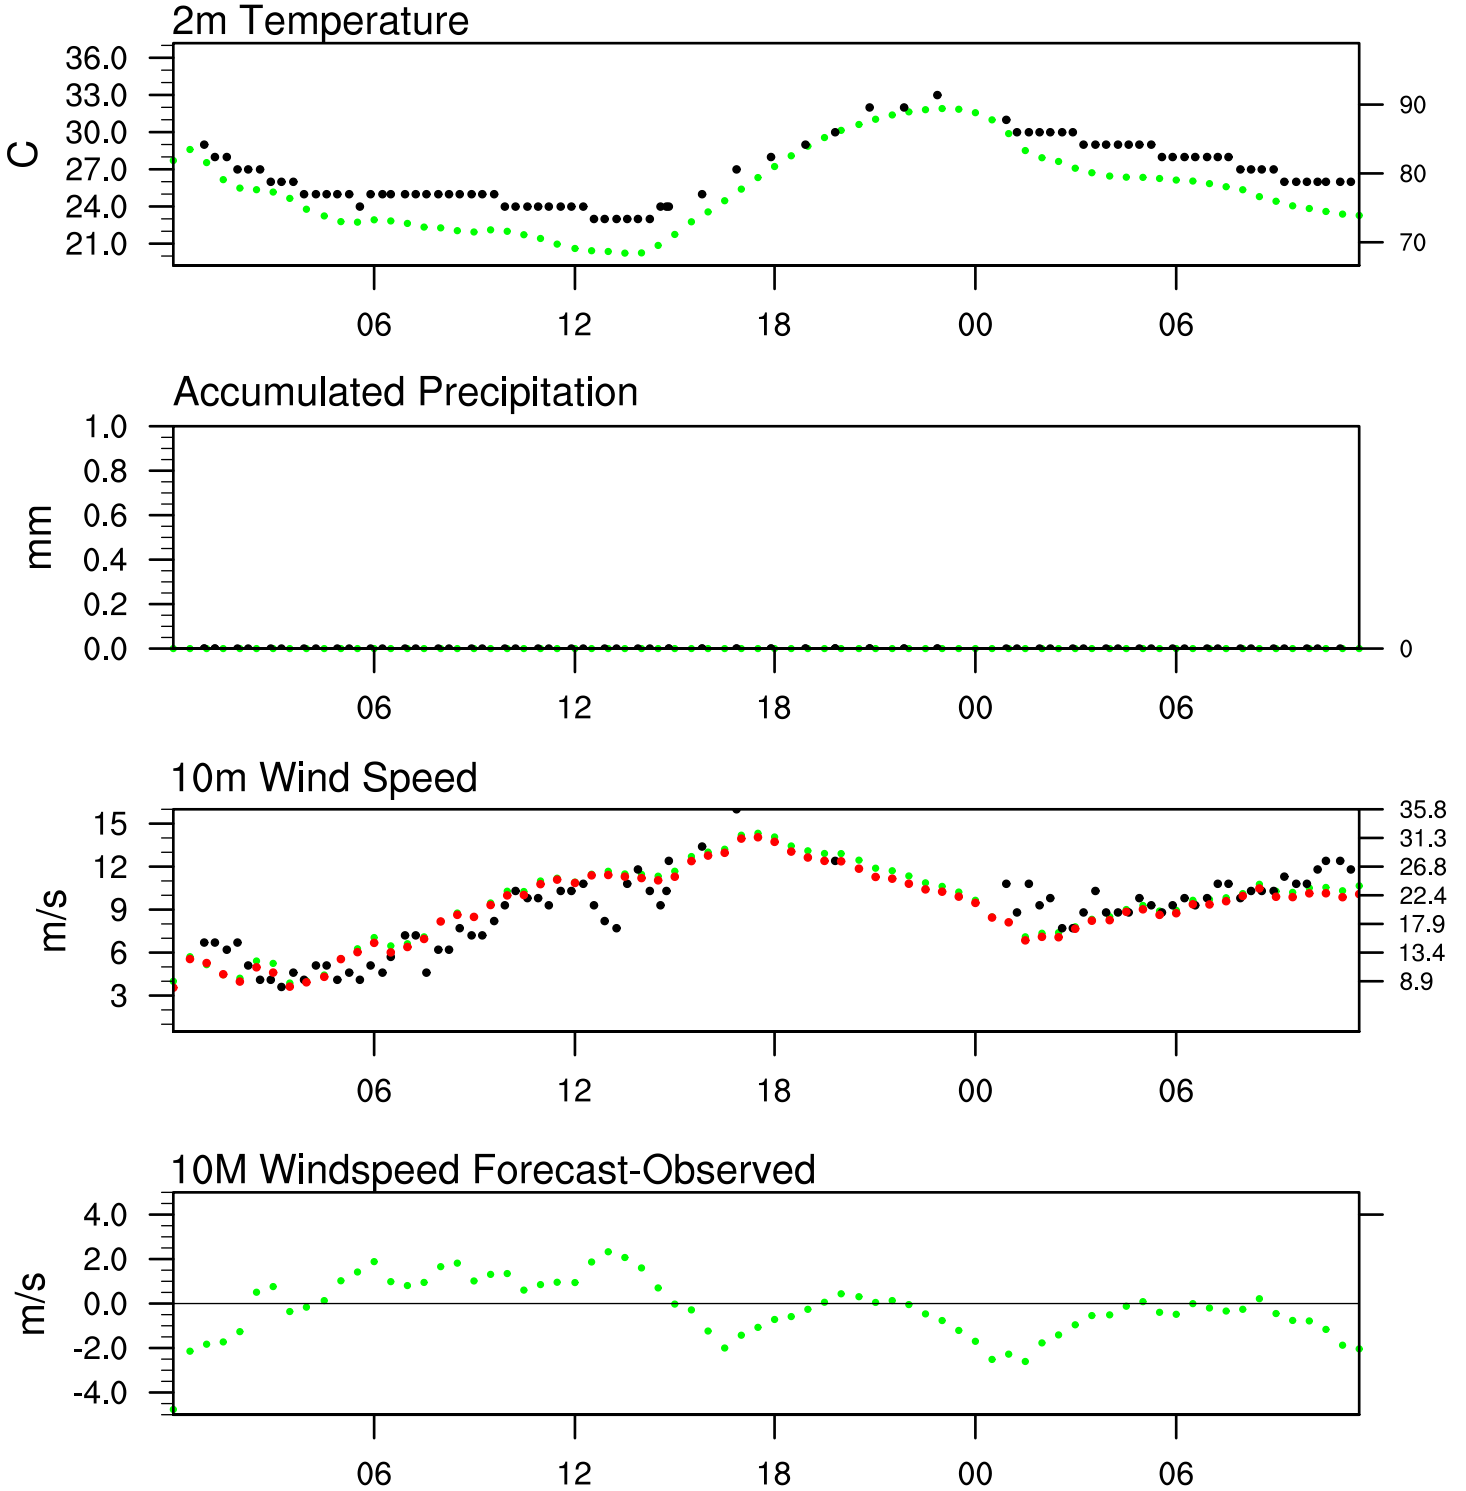 2m Temperature
36.0
33.0
30.0
27.0
24.0
21.0
C
90
80
70
06 12 18 00 06
Accumulated Precipitation
1.0
0.8
0.6
0.4
0.2
0.0
mm
0
06 12 18 00 06
10m Wind Speed
15
12
9
6
3
m/s
35.8
31.3
26.8
22.4
17.9
13.4
8.9
06 12 18 00 06
10M Windspeed Forecast-Observed
4.0
2.0
0.0
-2.0
-4.0
m/s
06 12 18 00 06